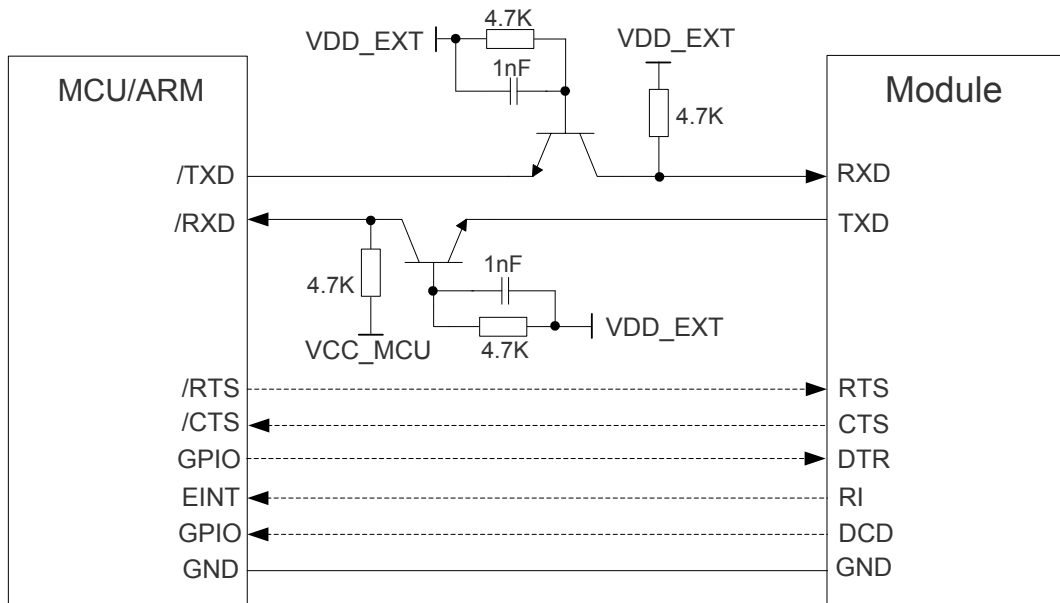 4.7K
VDD_EXT
VDD_EXT
1nF
MCU/ARM
Module
4.7K
/TXD
RXD
/RXD
TXD
1nF
4.7K
VDD_EXT
VCC_MCU
4.7K
/RTS
RTS
/CTS
CTS
GPIO
DTR
EINT
RI
GPIO
DCD
GND
GND